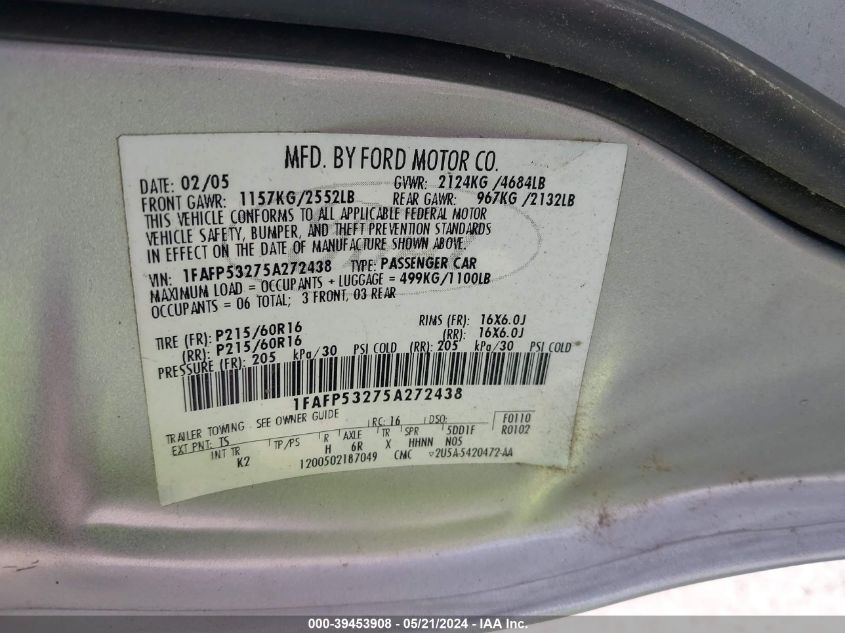 MFD. BY FORD MOTOR CO.
DATE: 02/05 GVWR: 2124KG /4684LB
FRONT GAWR: 1157KG/2552LB REAR GAWR: 967KG /2132LB
THIS VEHICLE CONFORMS TO ALL APPLICABLE FEDERAL MOTOR
VEHICLE SAFETY, BUMPER, AND THEFT PREVENTION STANDARDS
IN EFFECT ON THE DATE OF MANUFACTURE SHOWN ABOVE.
VIN: 1FAFP53275A272438 TYPE: PASSENGER CAR
MAXIMUM LOAD = OCCUPANTS + LUGGAGE = 499KG/1100LB
OCCUPANTS = 06 TOTAL; 3 FRONT, 03 REAR
TIRE (FR): P215/60R16 RIMS (FR): 16X6.0J
(RR): P215/60R16 (RR): 16X6.0J
PRESSURE (FR): 205 kPa/30 PSI COLD (RR): 205 kPa/30 PSI COLD
1FAFP53275A272438
TRAILER TOWING - SEE OWNER GUIDE RC: 16 DSO: F0110
EXT PNT: TS 5DD1F R0102
INT TR TP/PS R AXLE TR SPR
K2 H 6R X HHNN N05
1200502187049 CMC ▽2U5A-5420472-AA
000-39453908 - 05/21/2024 - IAA Inc.